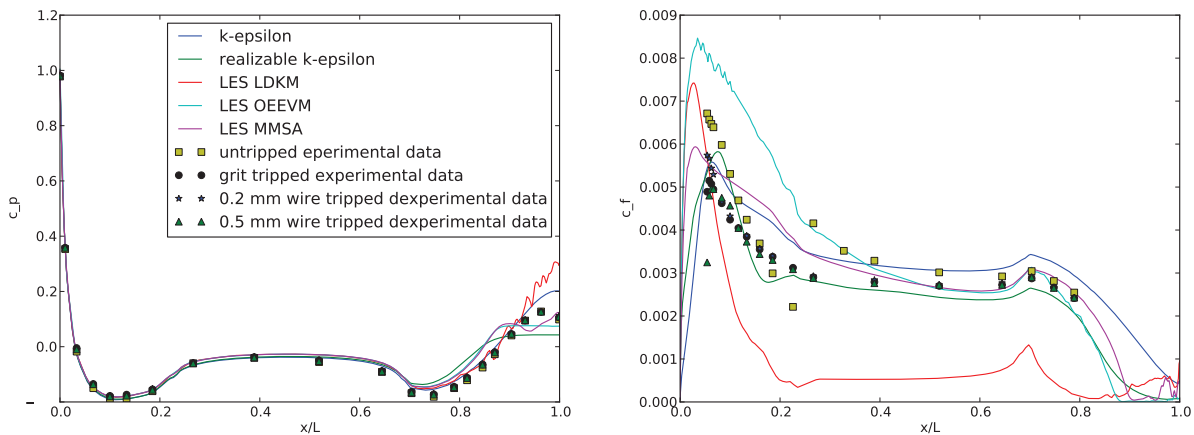 1.2
1.0
0.8
0.6
0.4
0.2
0.0
c_p
k-epsilon
realizable k-epsilon
LES LDKM
LES OEEVM
LES MMSA
untripped eperimental data
grit tripped experimental data
0.2 mm wire tripped dexperimental data
0.5 mm wire tripped dexperimental data
0.0 0.2 0.4 0.6 0.8 1.0
x/L
0.009
0.008
0.007
0.006
0.005
0.004
0.003
0.002
0.001
0.000
c_f
0.0 0.2 0.4 0.6 0.8 1.0
x/L